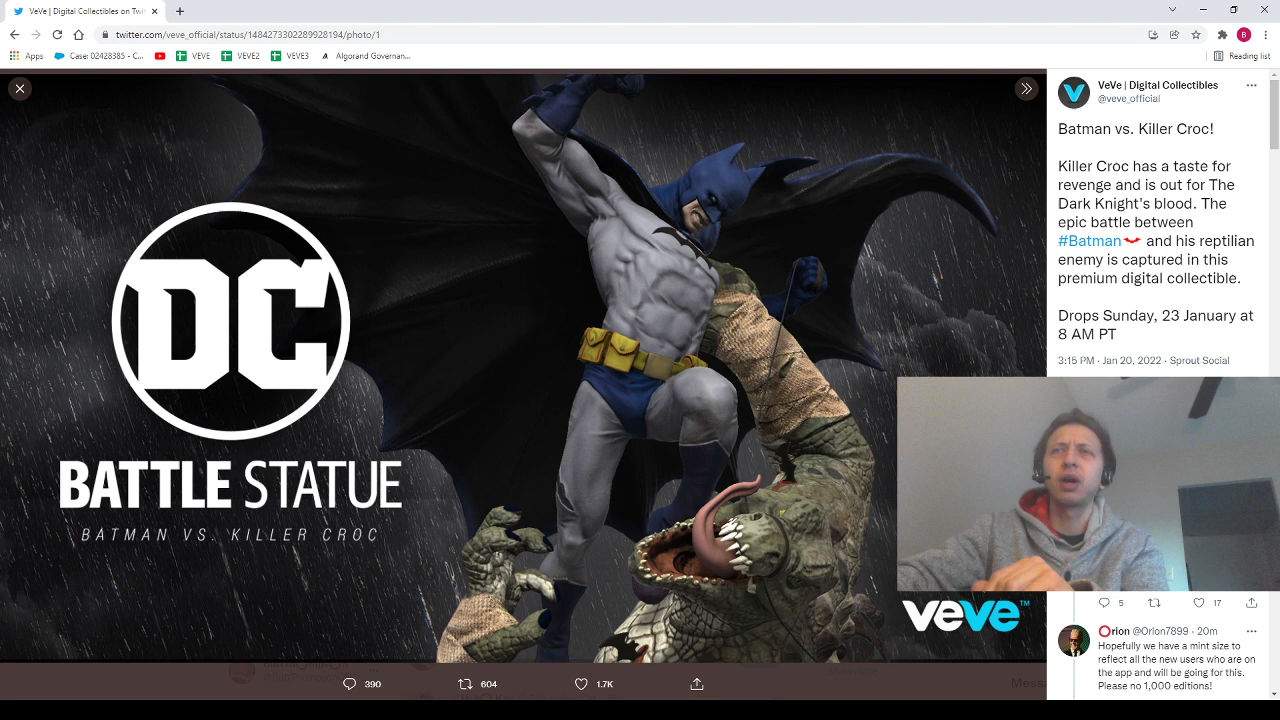 VeVe | Digital Collectibles on Twi
twitter.com/veve_official/status/1484273302289928194/photo/1
Apps
Case: 02428385 - C...
VEVE
VEVE2
VEVE3
Algorand Governan...
B
Reading list
DC
BATTLE STATUE
BATMAN VS. KILLER CROC
veve™
390
604
1.7K
VeVe | Digital Collectibles
@veve_official
Batman vs. Killer Croc!
Killer Croc has a taste for
revenge and is out for The
Dark Knight's blood. The
epic battle between
#Batman and his reptilian
enemy is captured in this
premium digital collectible.
Drops Sunday, 23 January at
8 AM PT
3:15 PM · Jan 20, 2022 · Sprout Social
5
17
Orion @Orion7899 · 20m
Hopefully we have a mint size to
reflect all the new users who are on
the app and will be going for this.
Please no 1,000 editions!